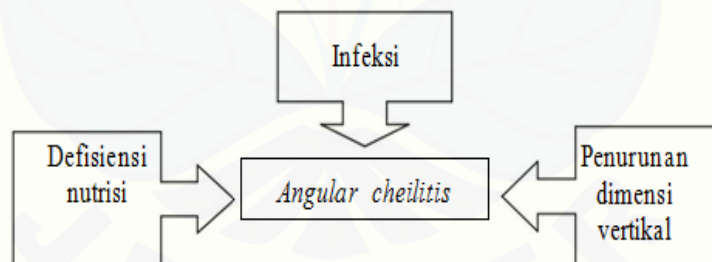 Infeksi
Defisiensi
nutrisi
Angular cheilitis
Penurunan
dimensi
vertikal